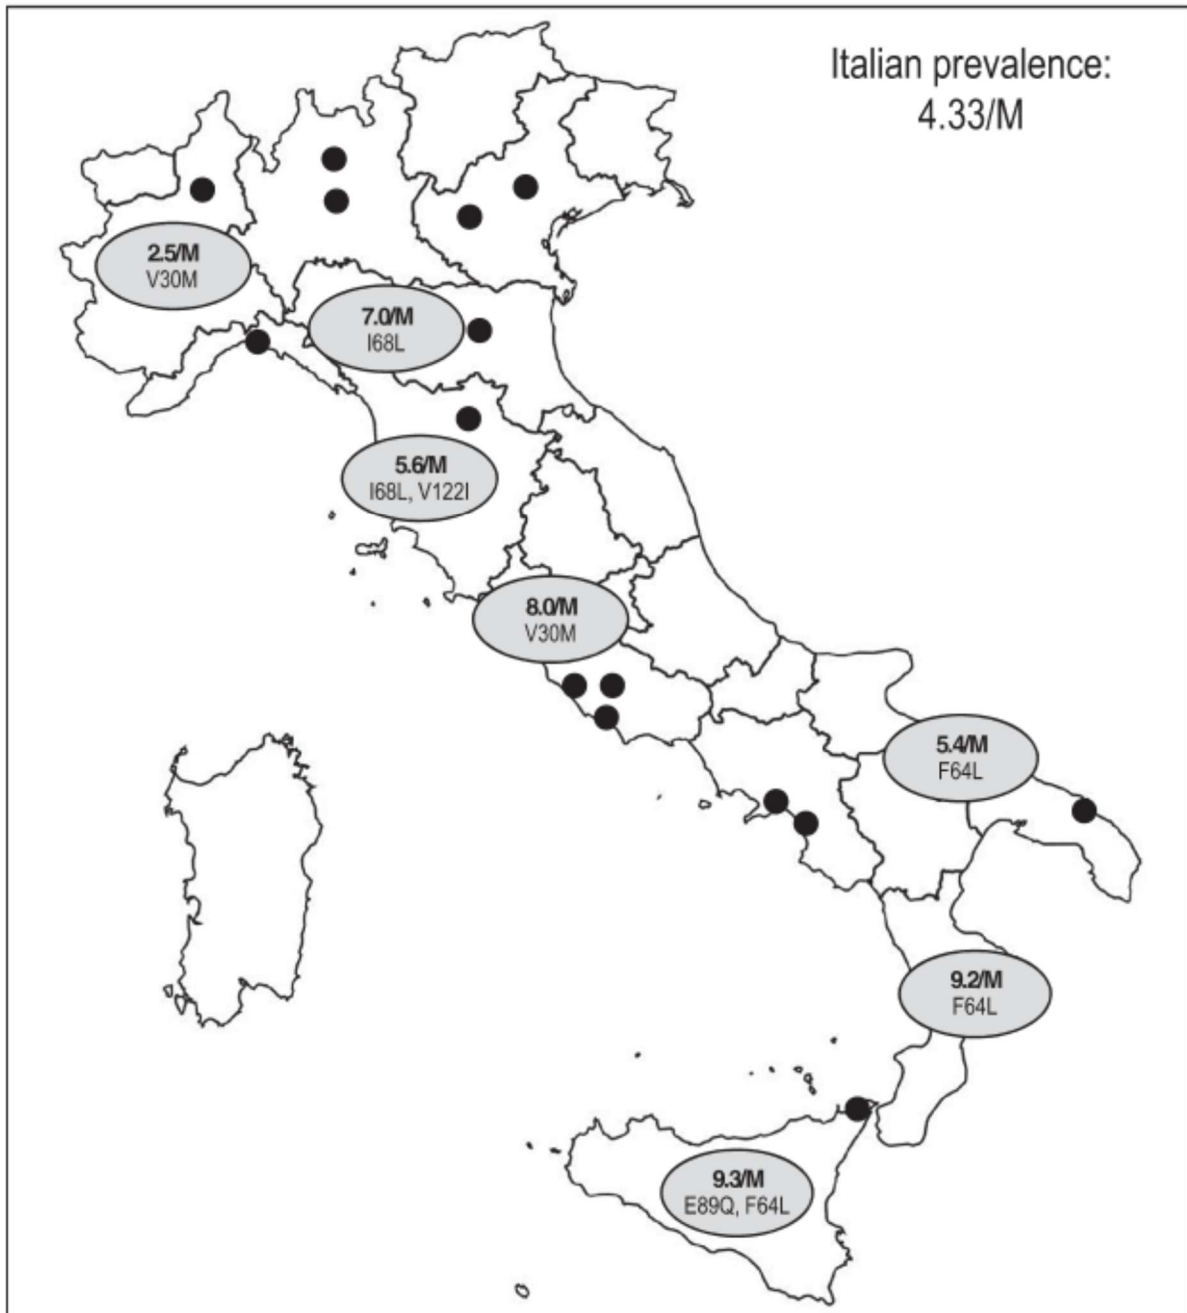 Italian prevalence:
4.33/M
2.5/M
V30M
7.0/M
I68L
5.6/M
I68L, V122I
8.0/M
V30M
5.4/M
F64L
9.2/M
F64L
9.3/M
E89Q, F64L